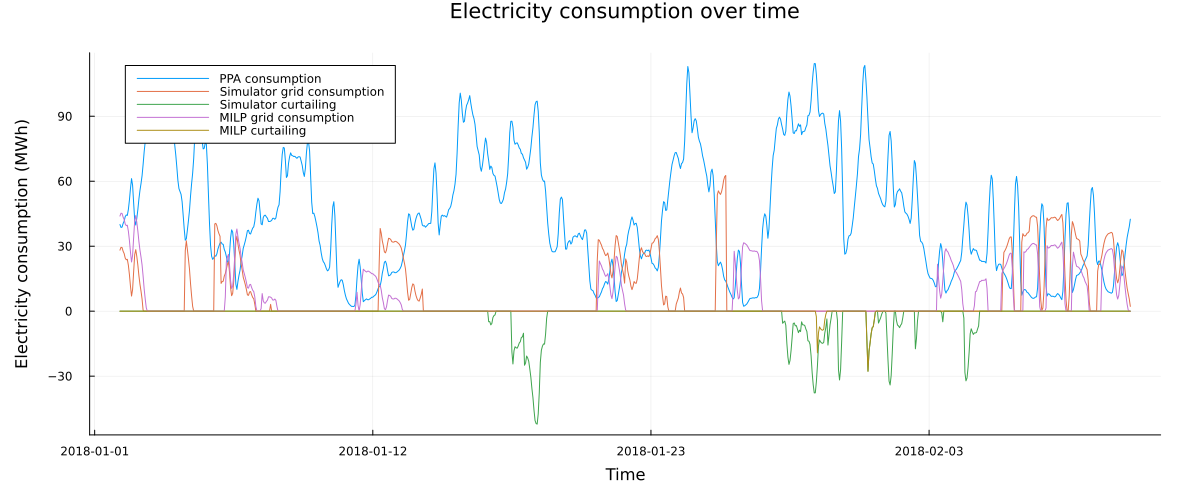 Electricity consumption over time
PPA consumption
Simulator grid consumption
Simulator curtailing
MILP grid consumption
MILP curtailing
Electricity consumption (MWh)
90
60
30
0
−30
2018-01-01
2018-01-12
2018-01-23
2018-02-03
Time